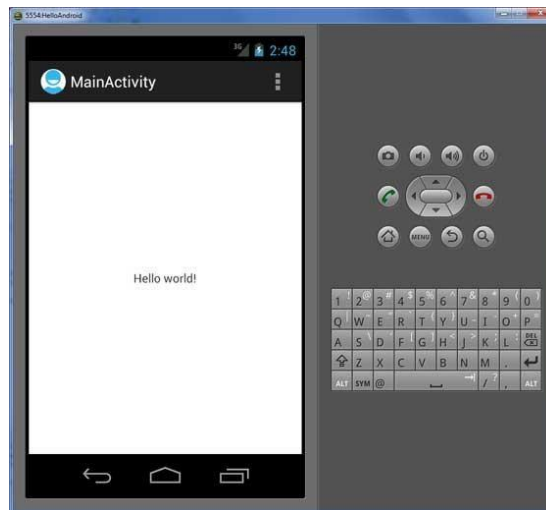 5554:HelloAndroid
3G 2:48
MainActivity
Hello world!
MENU
1 ! 2 @ 3 # 4 $ 5 % 6 ^ 7 & 8 * 9 ( 0 )
Q W E R T Y U I O P
A S D F G H J K L DEL
Z X C V B N M .
ALT SYM @ / ? , ALT